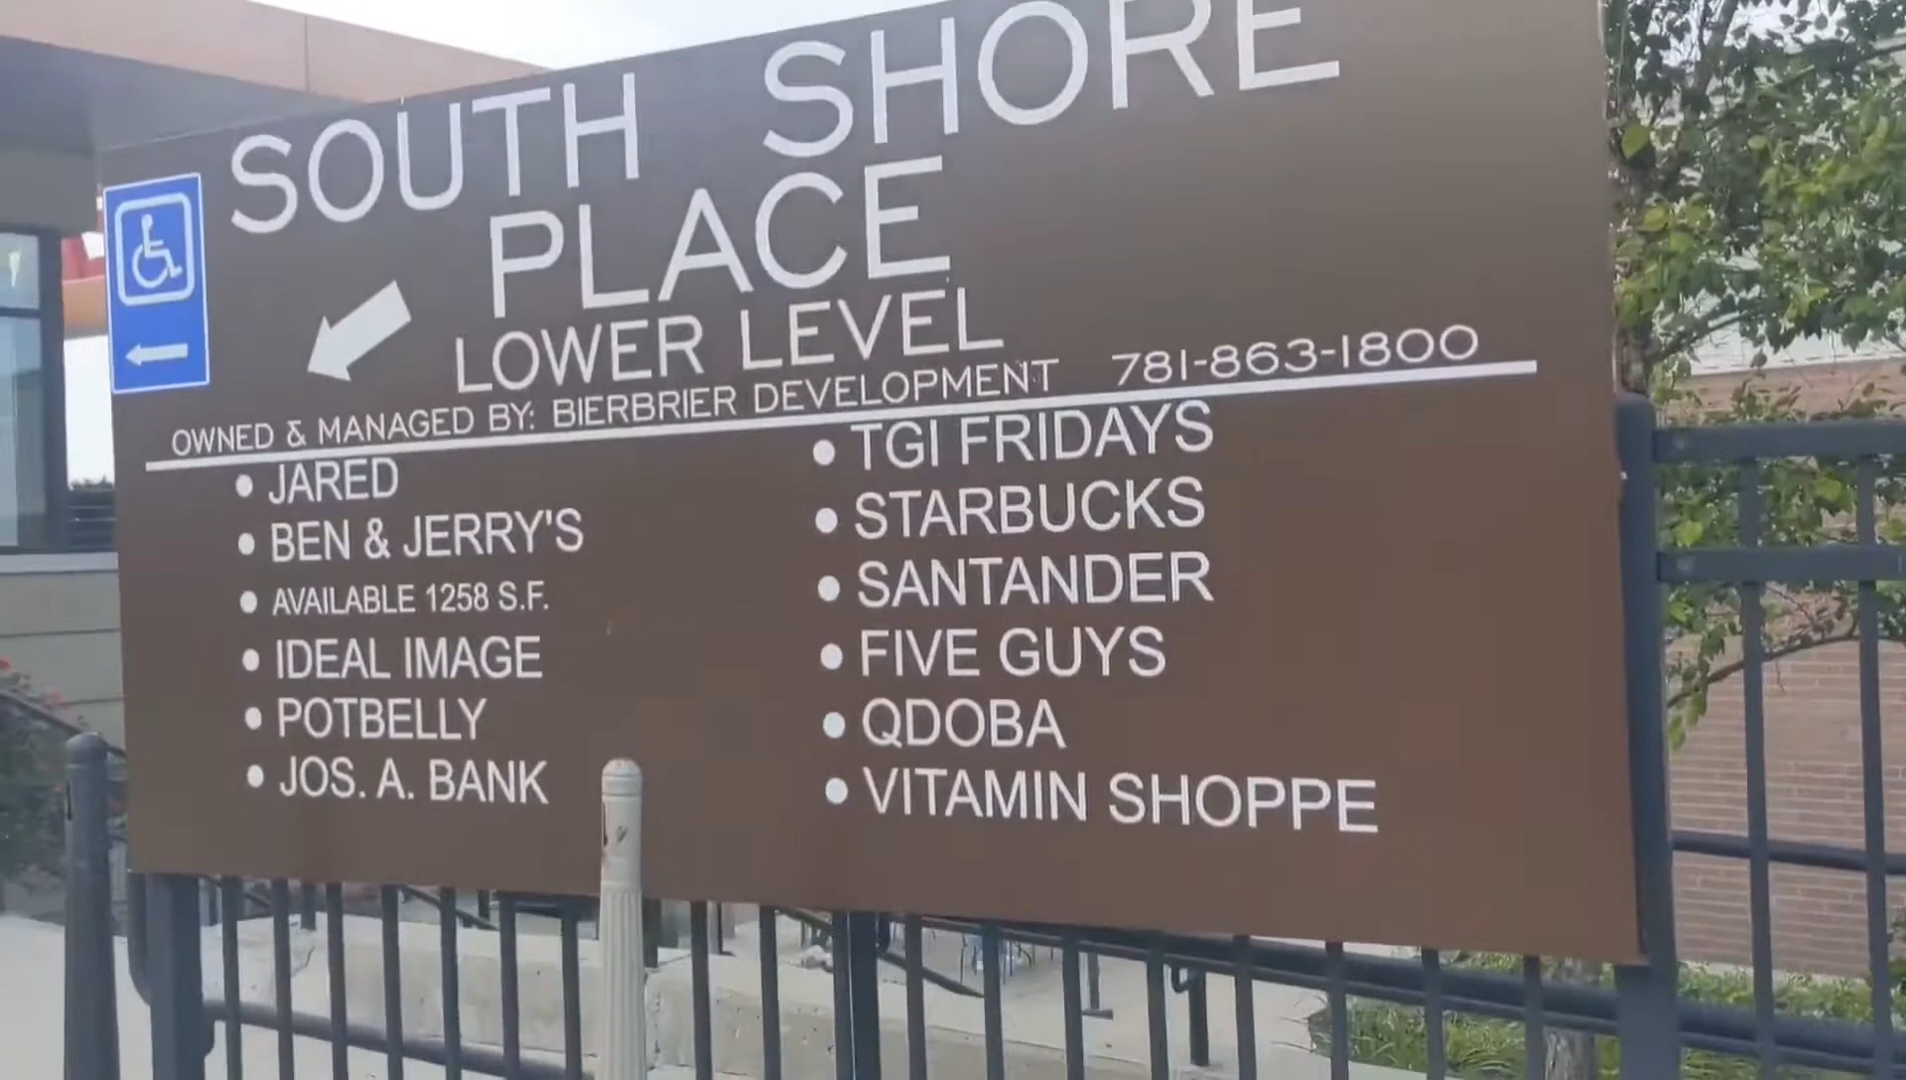 SOUTH SHORE
PLACE
LOWER LEVEL
OWNED & MANAGED BY: BIERBRIER DEVELOPMENT 781-863-1800
• JARED
• BEN & JERRY'S
• AVAILABLE 1258 S.F.
• IDEAL IMAGE
• POTBELLY
• JOS. A. BANK
• TGI FRIDAYS
• STARBUCKS
• SANTANDER
• FIVE GUYS
• QDOBA
• VITAMIN SHOPPE